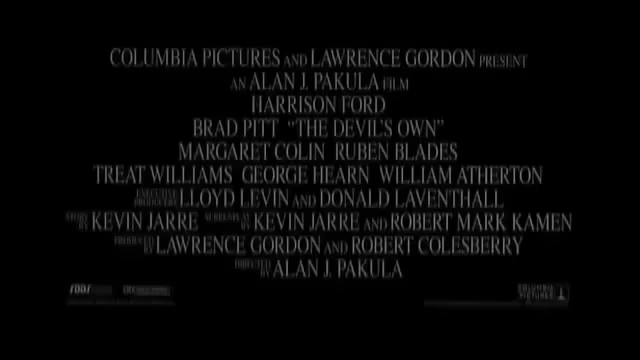 COLUMBIA PICTURES AND LAWRENCE GORDON PRESENT
AN ALAN J. PAKULA FILM
HARRISON FORD
BRAD PITT "THE DEVIL'S OWN"
MARGARET COLIN RUBEN BLADES
TREAT WILLIAMS GEORGE HEARN WILLIAM ATHERTON
EXECUTIVE PRODUCERS LLOYD LEVIN AND DONALD LAVENTHALL
STORY BY KEVIN JARRE SCREENPLAY BY KEVIN JARRE AND ROBERT MARK KAMEN
PRODUCED BY LAWRENCE GORDON AND ROBERT COLESBERRY
DIRECTED BY ALAN J. PAKULA
COLUMBIA
PICTURES